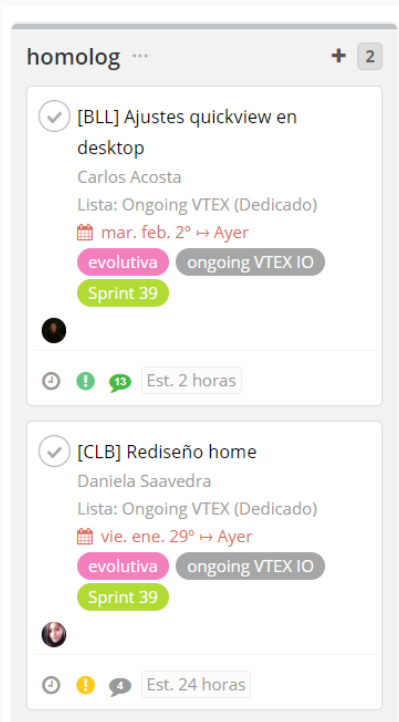 homolog ... + 2
[BLL] Ajustes quickview en
desktop
Carlos Acosta
Lista: Ongoing VTEX (Dedicado)
mar. feb. 2º ↦ Ayer
evolutiva ongoing VTEX IO
Sprint 39
13 Est. 2 horas
[CLB] Rediseño home
Daniela Saavedra
Lista: Ongoing VTEX (Dedicado)
vie. ene. 29º ↦ Ayer
evolutiva ongoing VTEX IO
Sprint 39
4 Est. 24 horas